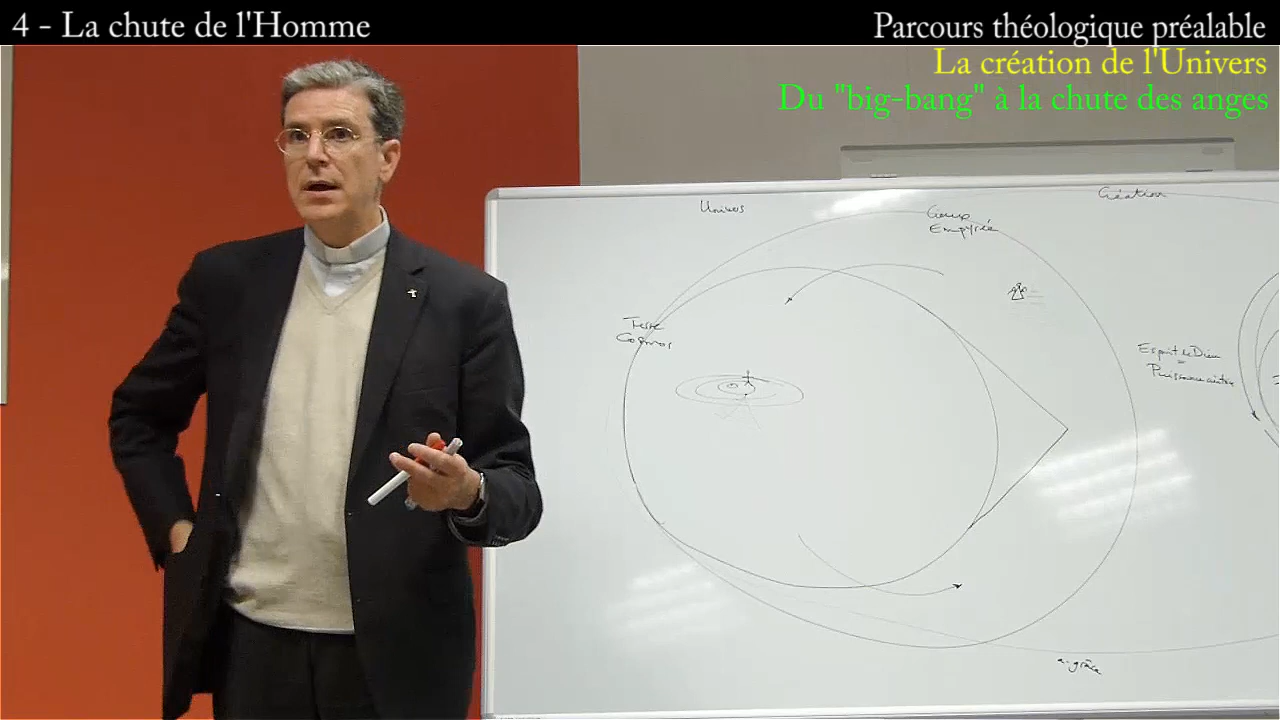 4 - La chute de l'Homme
Parcours théologique préalable
La création de l'Univers
Du "big-bang" à la chute des anges
Univers
Cieux
Empyrée
Création
Terre
Cosmos
Esprit de Dieu
=